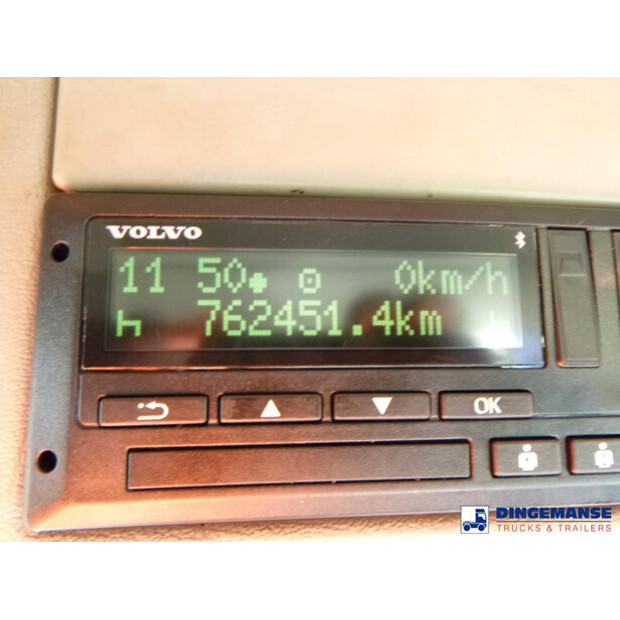 VOLVO
11 50 0km/h
762451.4km
OK
DINGEMANSE
TRUCKS & TRAILERS